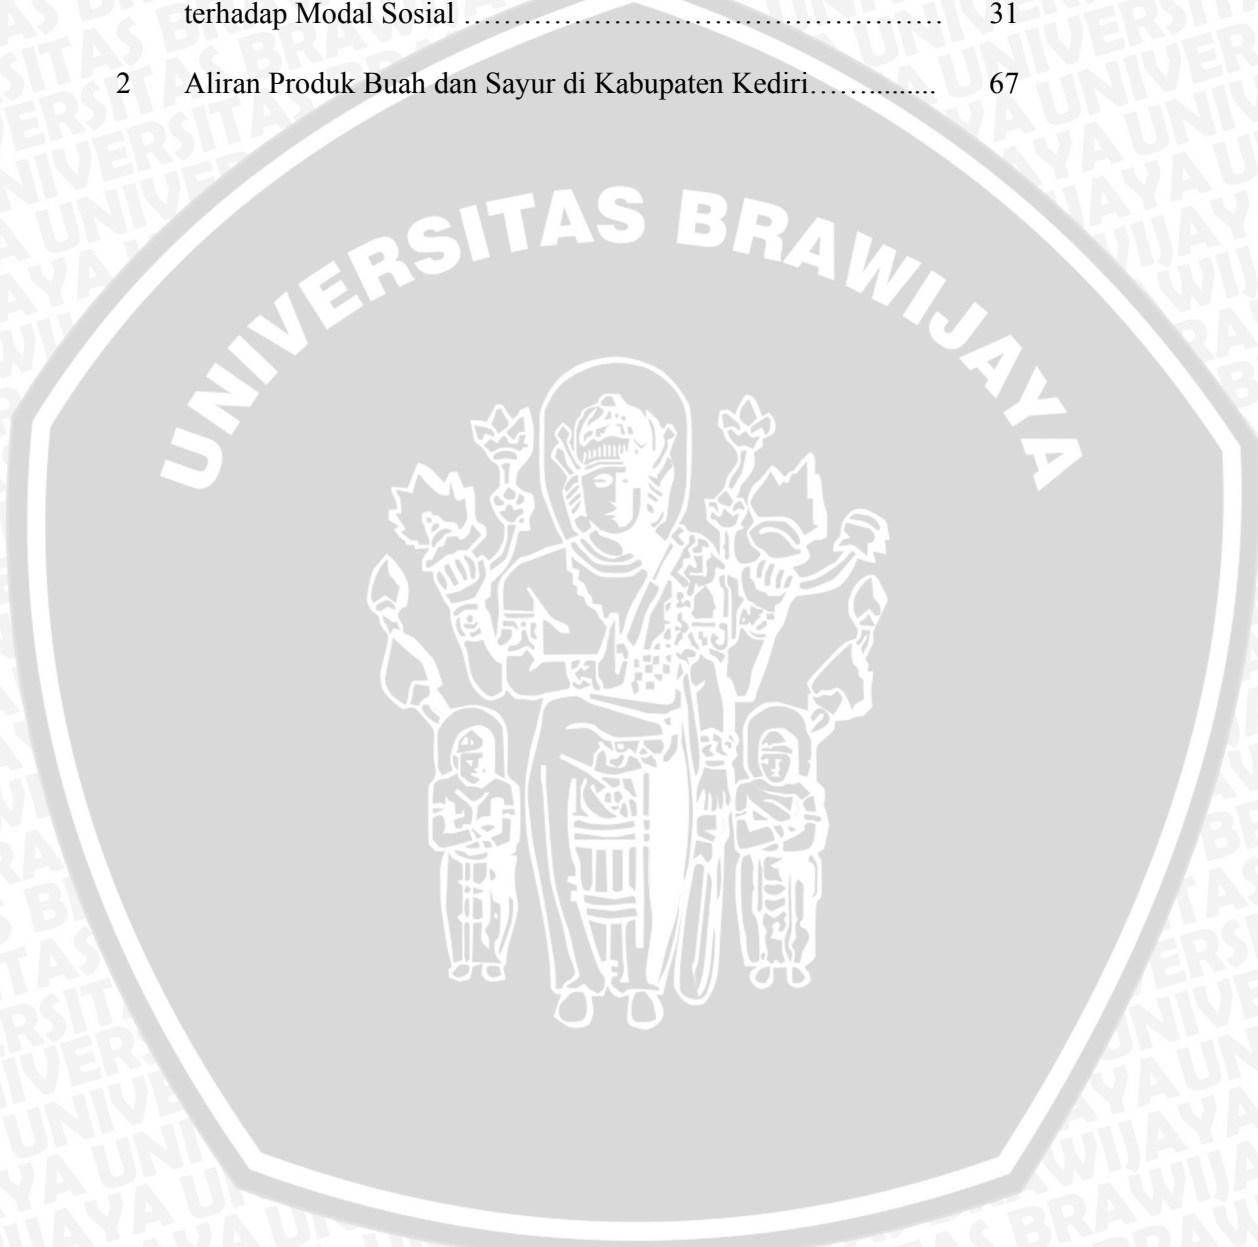 terhadap Modal Sosial ………………………………………… 31
2 Aliran Produk Buah dan Sayur di Kabupaten Kediri……......... 67
UNIVERSITAS BRAWIJAYA